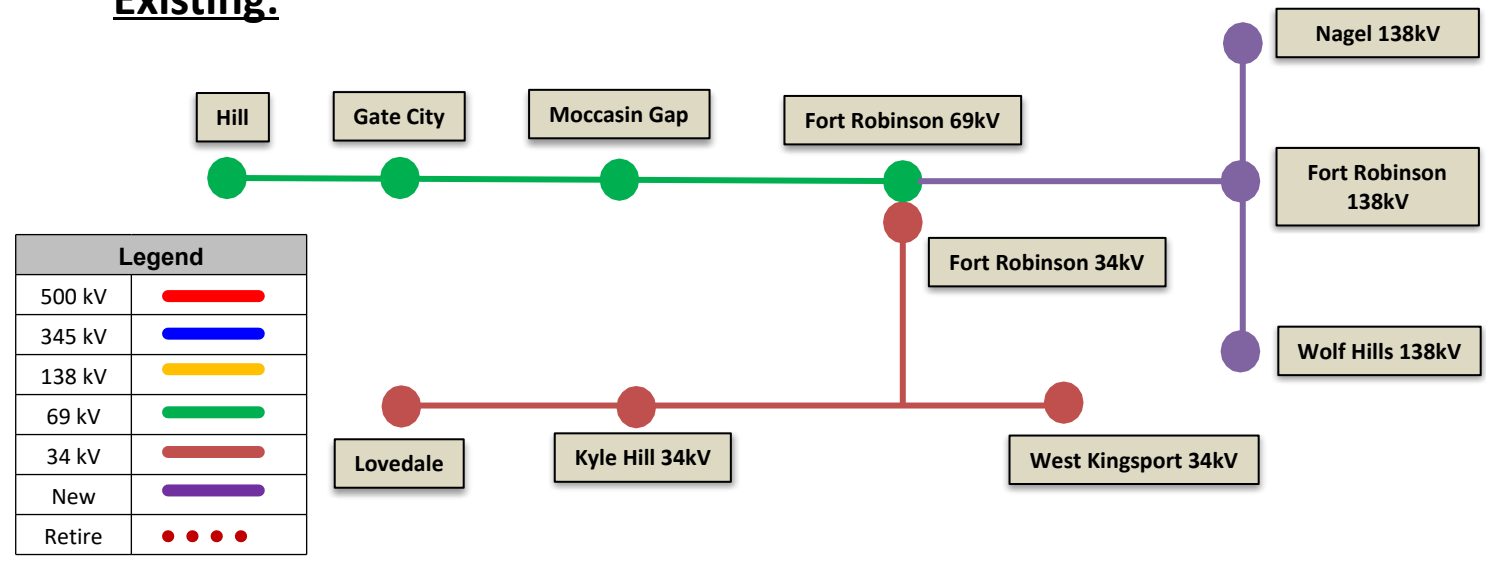 Existing:
Nagel 138kV
Hill
Gate City
Moccasin Gap
Fort Robinson 69kV
Fort Robinson
138kV
Fort Robinson 34kV
Wolf Hills 138kV
Lovedale
Kyle Hill 34kV
West Kingsport 34kV
Legend
500 kV
345 kV
138 kV
69 kV
34 kV
New
Retire